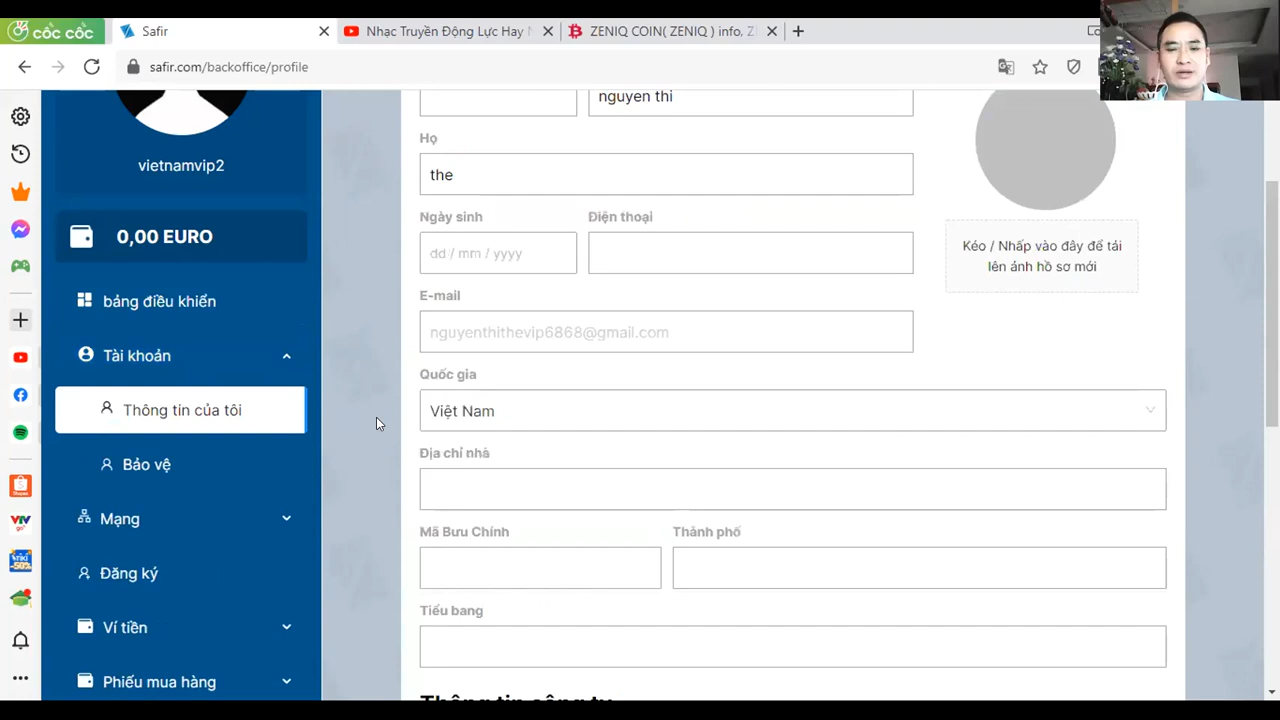 cốc cốc
Safir
Nhạc Truyền Động Lực Hay N
ZENIQ COIN( ZENIQ ) info, Z
safir.com/backoffice/profile
vietnamvip2
0,00 EURO
bảng điều khiển
Tài khoản
Thông tin của tôi
Bảo vệ
Mạng
Đăng ký
Ví tiền
Phiếu mua hàng
nguyen thi
Họ
the
Ngày sinh
Điện thoại
dd / mm / yyyy
E-mail
nguyenthithevip6868@gmail.com
Quốc gia
Việt Nam
Địa chỉ nhà
Mã Bưu Chính
Thành phố
Tiểu bang
Thông tin công ty
Kéo / Nhấp vào đây để tải
lên ảnh hồ sơ mới